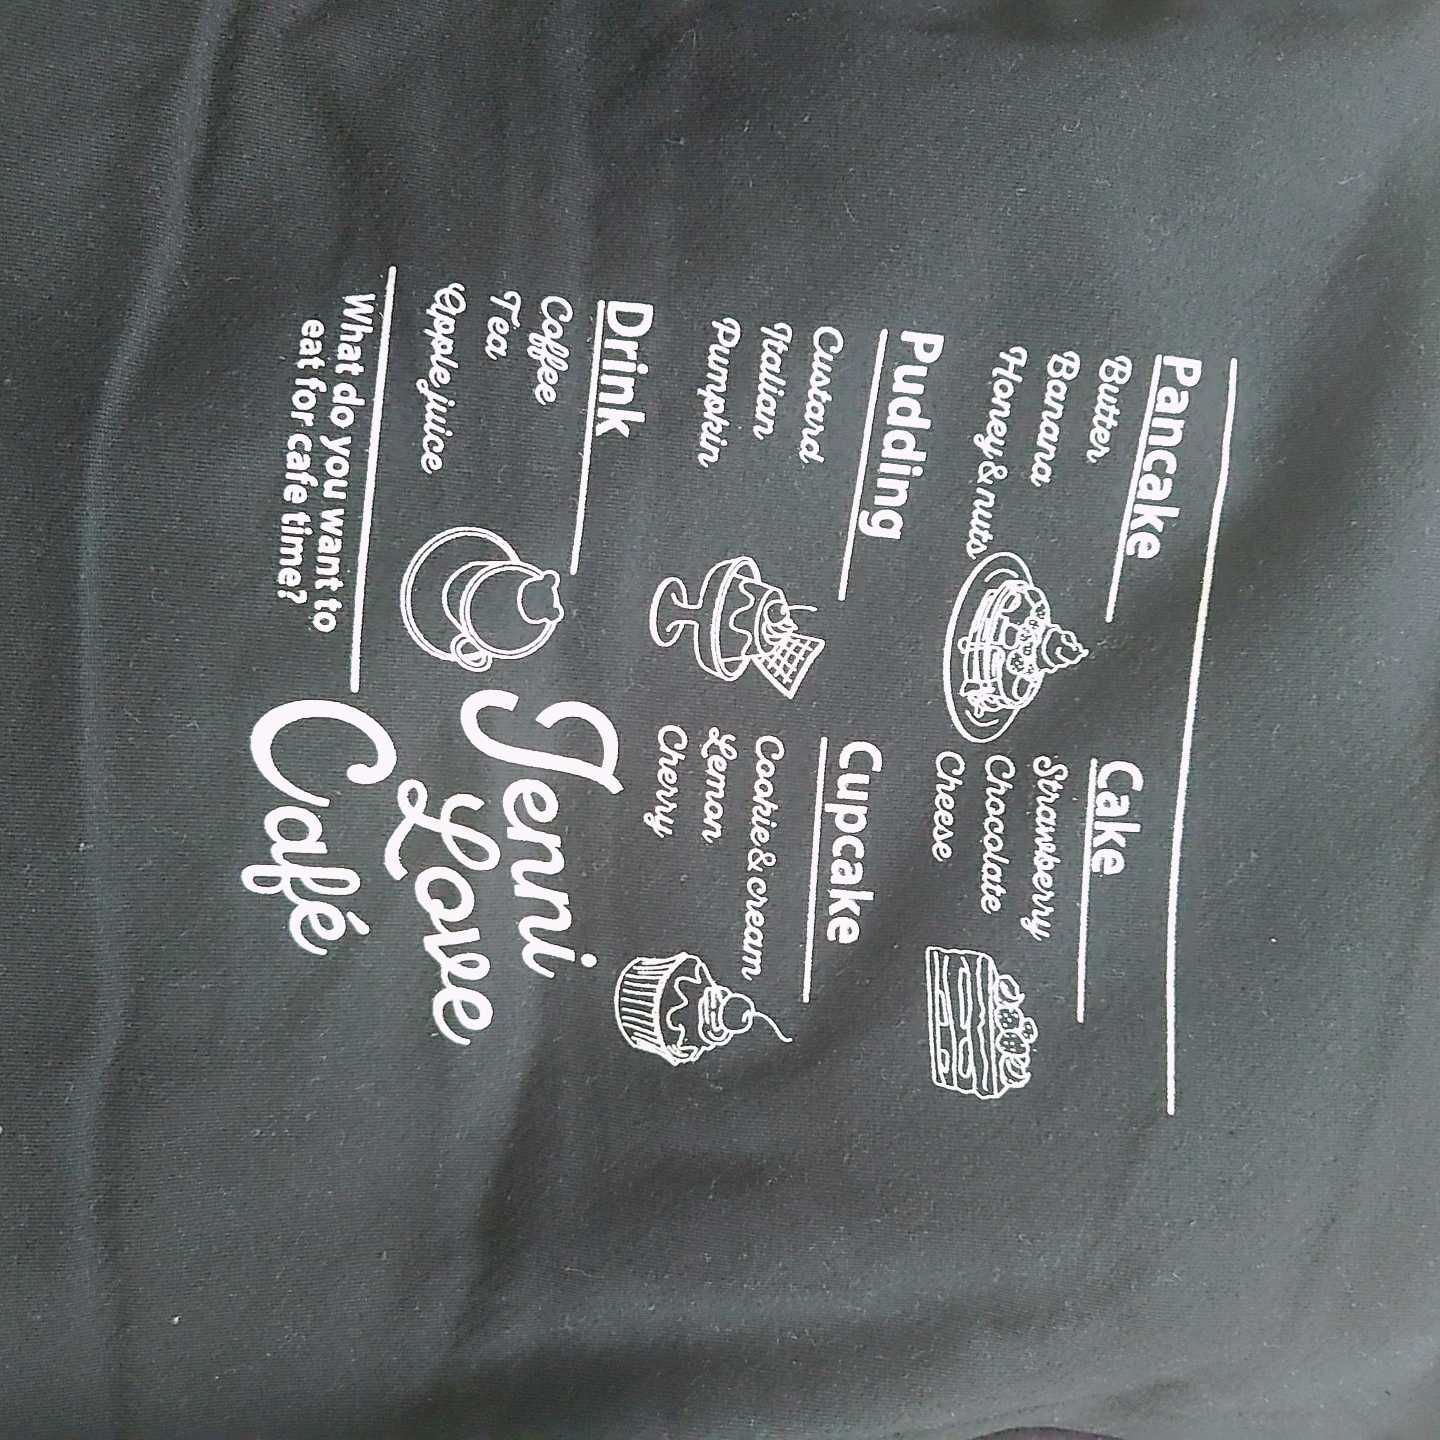 Pancake
Butter
Banana
Honey&nuts
Cake
Strawberry
Chocolate
Cheese
Pudding
Custard
Italian
Pumpkin
Cupcake
Cookie&cream
Lemon
Cherry
Drink
Coffee
Tea
Apple juice
What do you want to
eat for cafe time?
Jenni
Love
Café